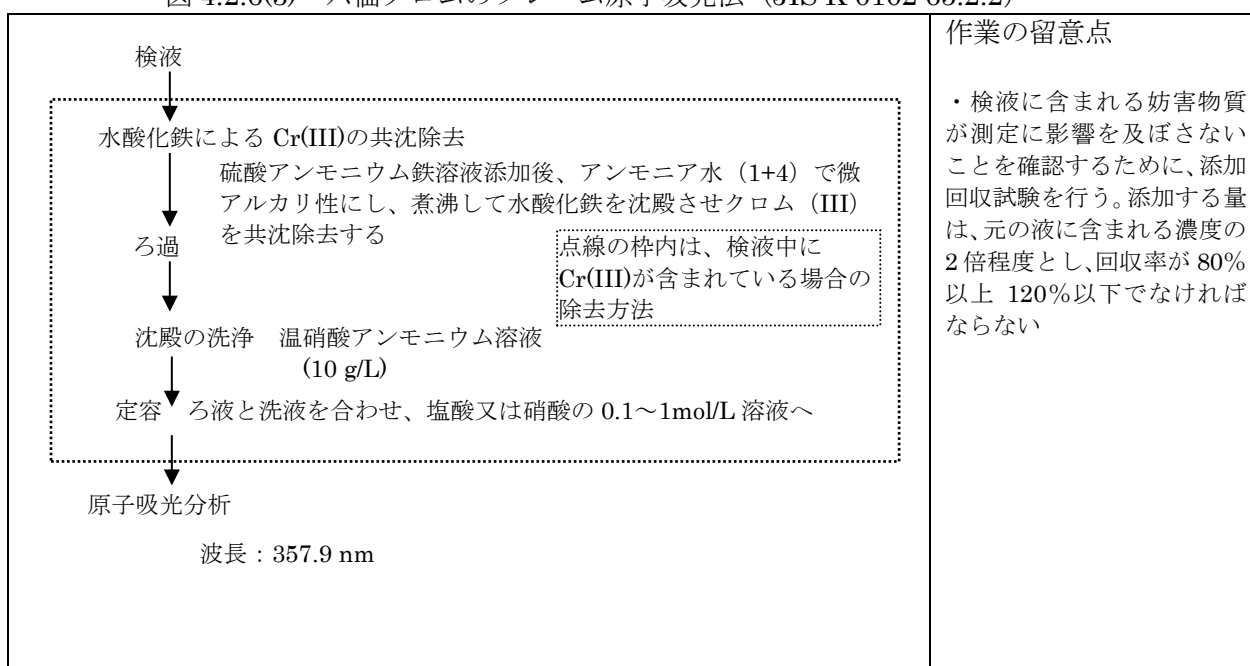 検液
水酸化鉄による Cr(III)の共沈除去
硫酸アンモニウム鉄溶液添加後、アンモニア水（1+4）で微
アルカリ性にし、煮沸して水酸化鉄を沈殿させクロム（III）
を共沈除去する
ろ過
点線の枠内は、検液中に
Cr(III)が含まれている場合の
除去方法
沈殿の洗浄　温硝酸アンモニウム溶液
(10 g/L)
定容　ろ液と洗液を合わせ、塩酸又は硝酸の 0.1～1mol/L 溶液へ
原子吸光分析
波長：357.9 nm
作業の留意点
・検液に含まれる妨害物質
が測定に影響を及ぼさない
ことを確認するために、添加
回収試験を行う。添加する量
は、元の液に含まれる濃度の
2 倍程度とし、回収率が 80%
以上 120%以下でなければ
ならない